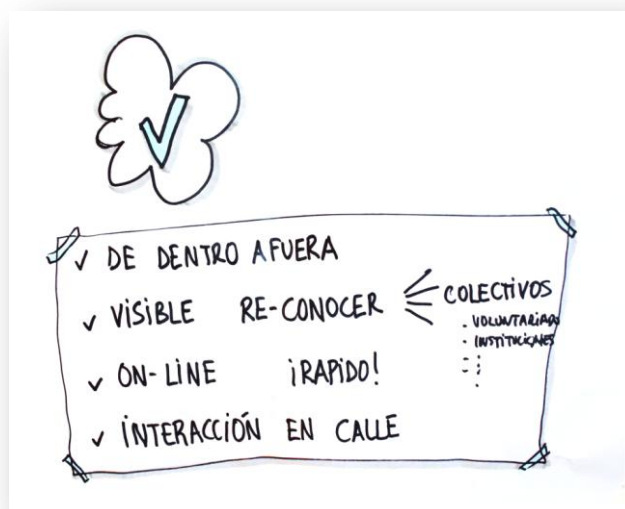 ✓ DE DENTRO AFUERA
✓ VISIBLE RE-CONOCER COLECTIVOS
. VOLUNTARIADO
. INSTITUCIONES
✓ ON-LINE ¡RAPIDO!
✓ INTERACCIÓN EN CALLE